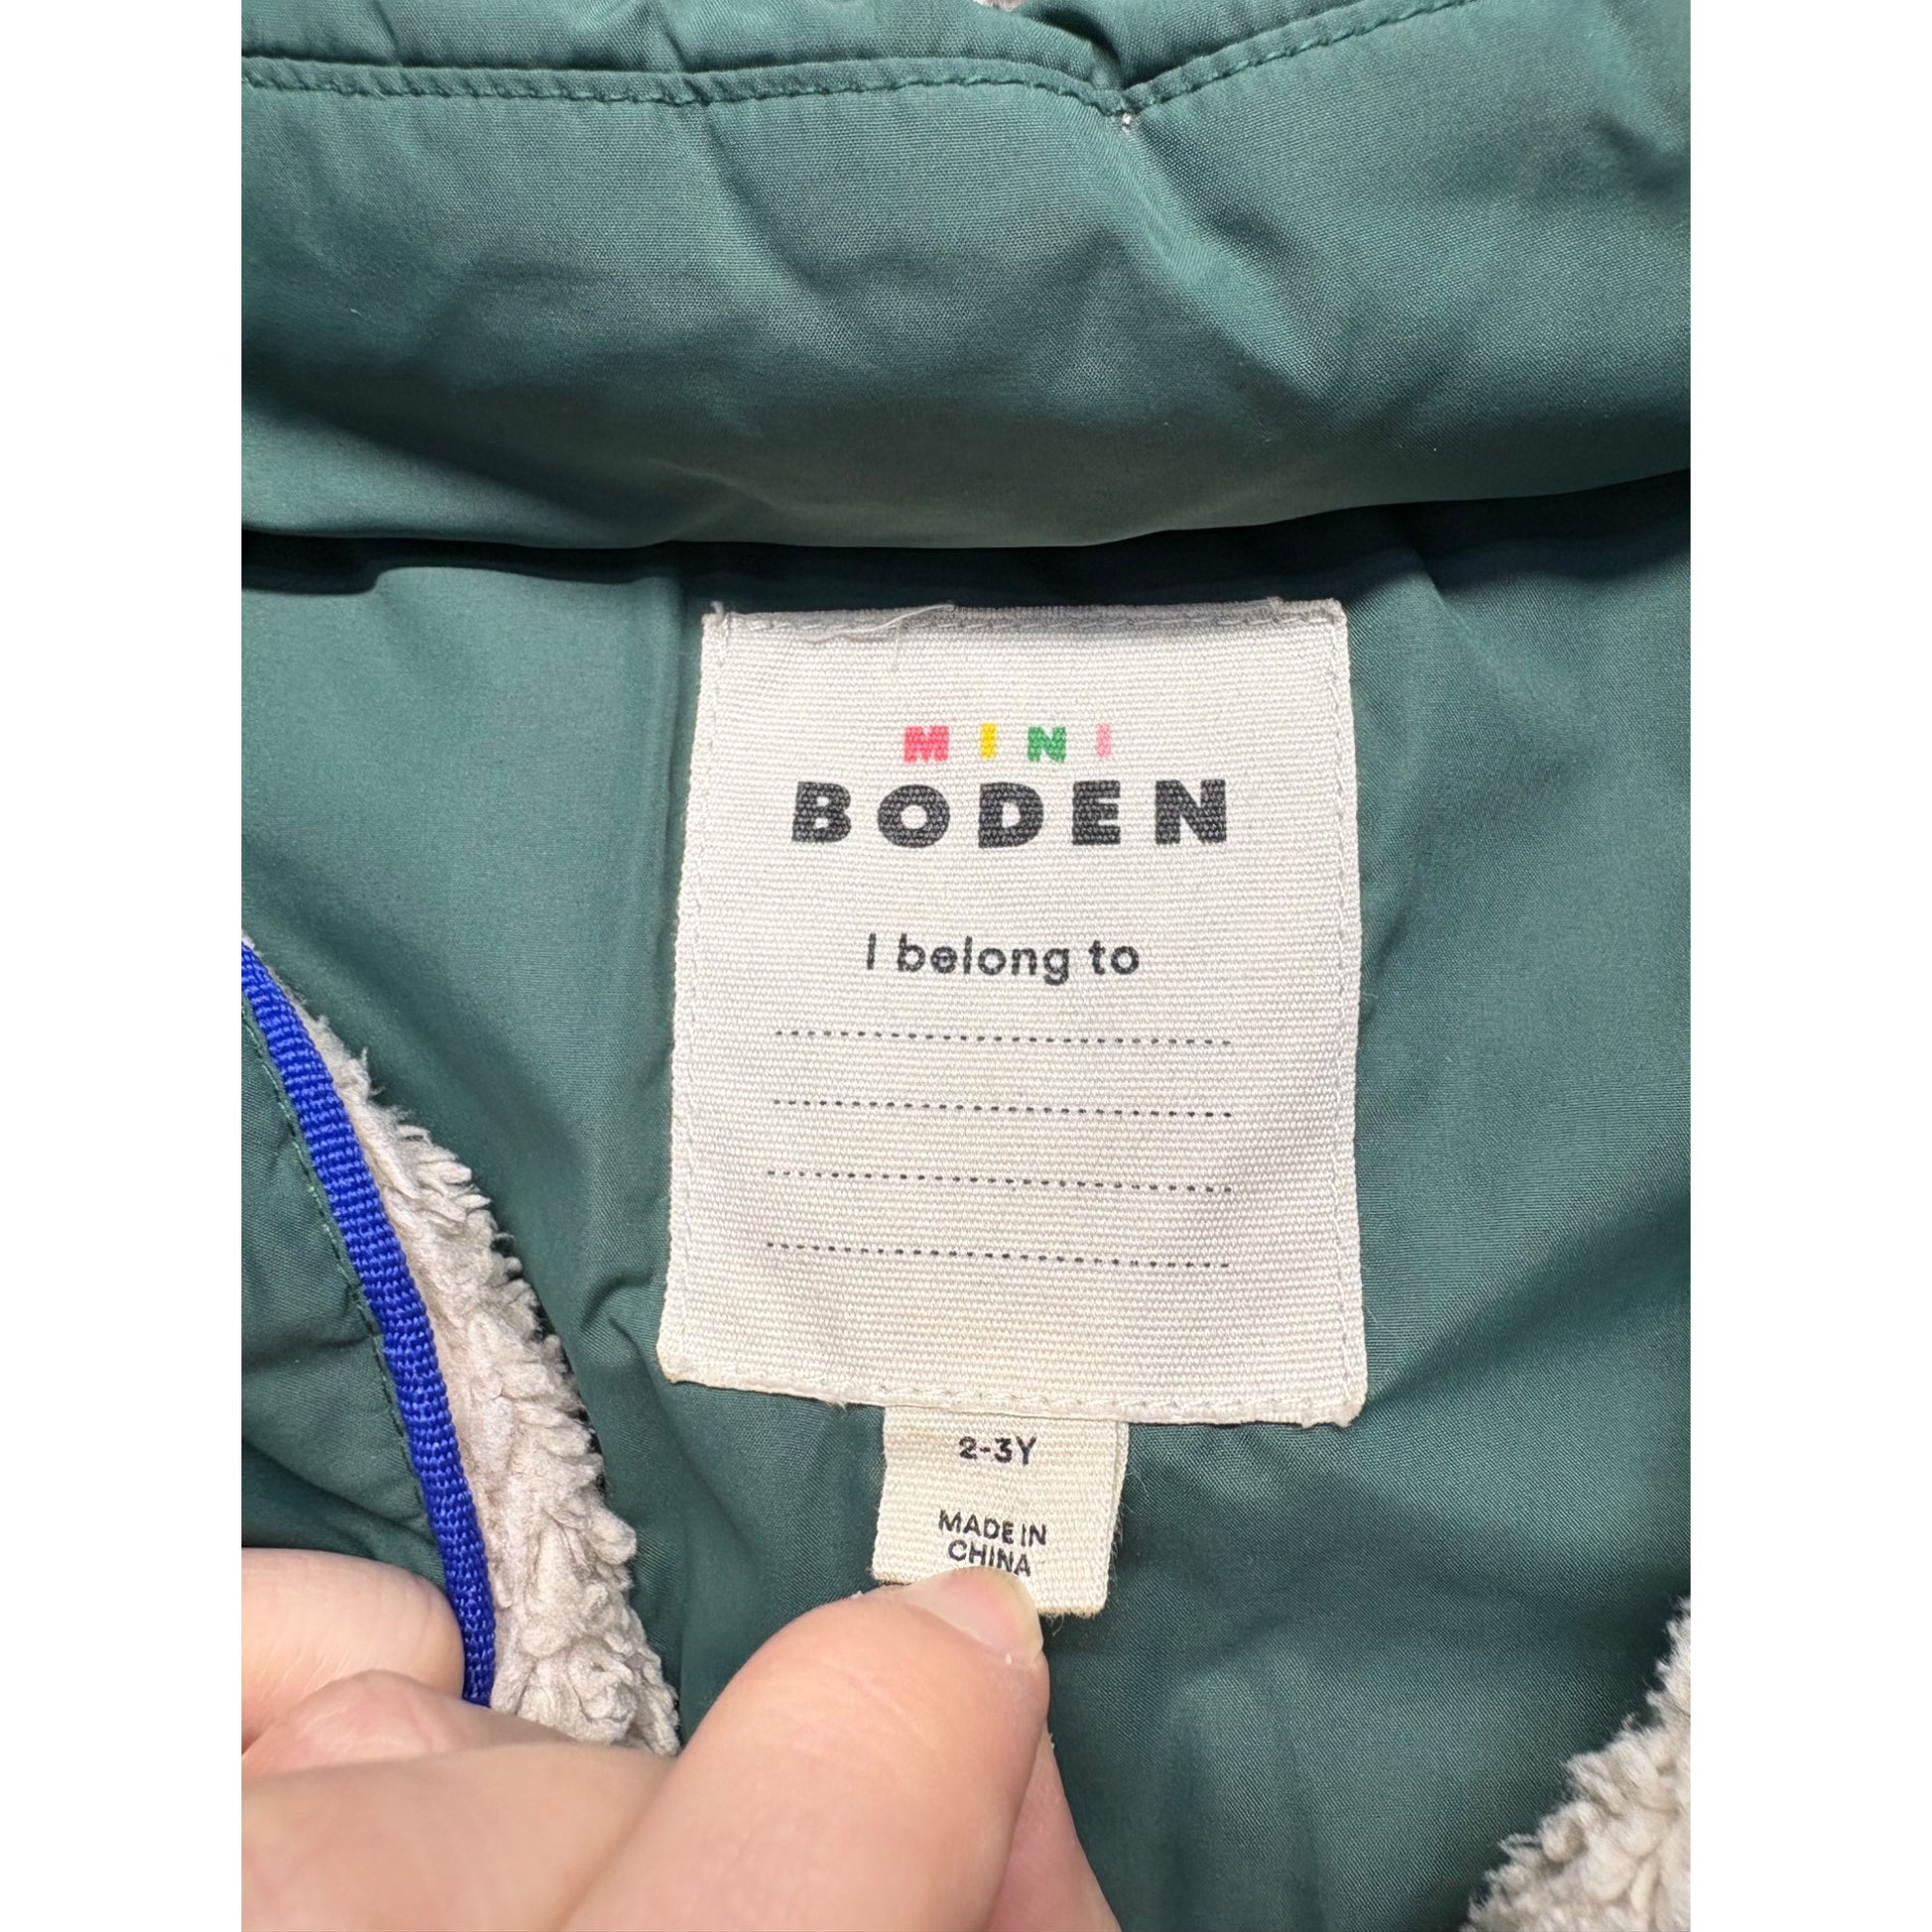 MINI
BODEN
I belong to
2-3Y
MADE IN
CHINA